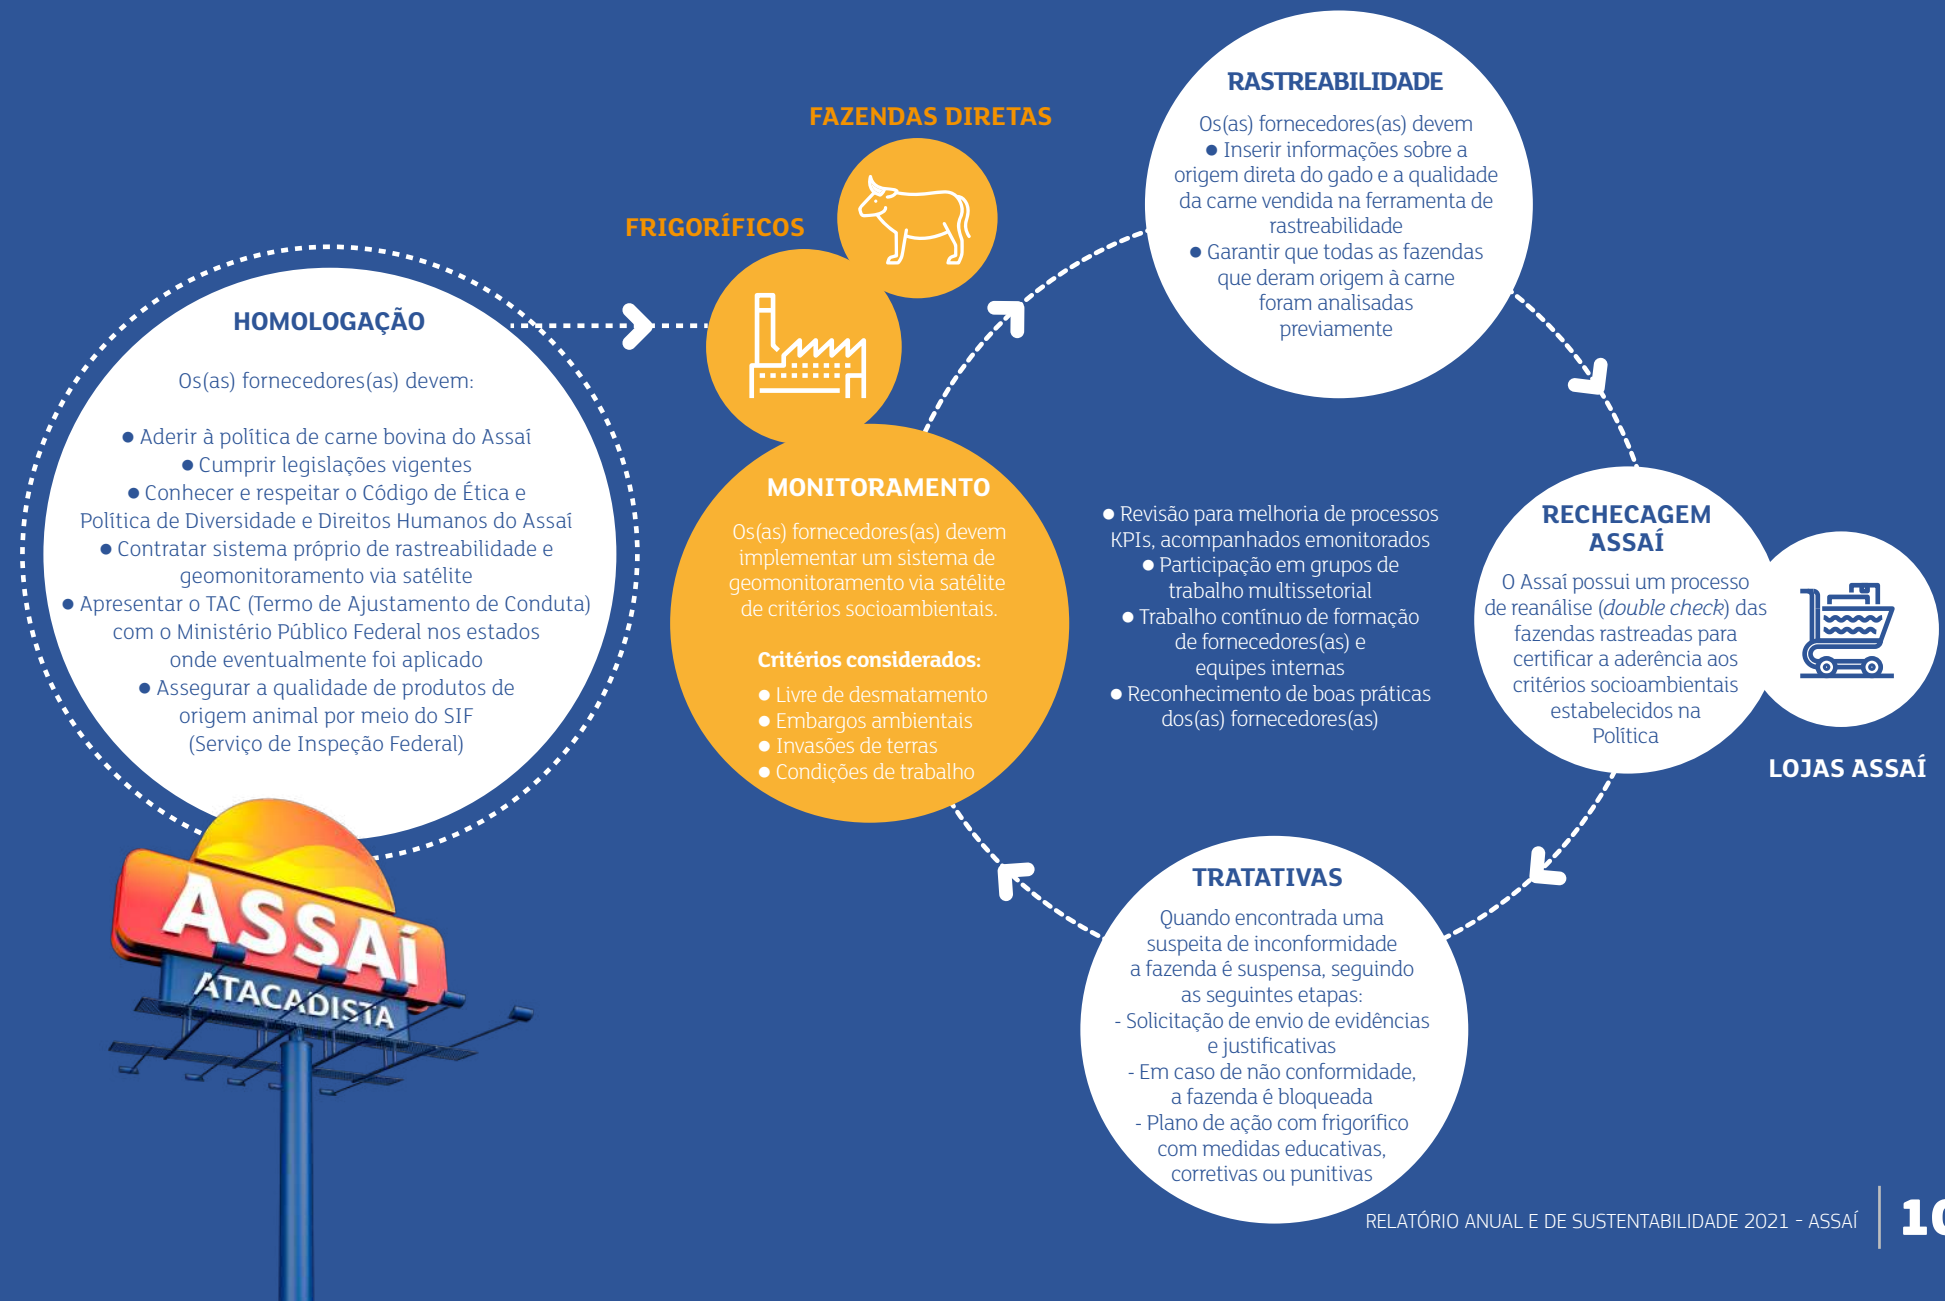 HOMOLOGAÇÃO
Os(as) fornecedores(as) devem:
● Aderir à política de carne bovina do Assaí
● Cumprir legislações vigentes
● Conhecer e respeitar o Código de Ética e
Política de Diversidade e Direitos Humanos do Assaí
● Contratar sistema próprio de rastreabilidade e
geomonitoramento via satélite
● Apresentar o TAC (Termo de Ajustamento de Conduta)
com o Ministério Público Federal nos estados
onde eventualmente foi aplicado
● Assegurar a qualidade de produtos de
origem animal por meio do SIF
(Serviço de Inspeção Federal)
ASSAÍ
ATACADISTA
FRIGORÍFICOS
FAZENDAS DIRETAS
MONITORAMENTO
Os(as) fornecedores(as) devem
implementar um sistema de
geomonitoramento via satélite
de critérios socioambientais.
Critérios considerados:
● Livre de desmatamento
● Embargos ambientais
● Invasões de terras
● Condições de trabalho
RASTREABILIDADE
Os(as) fornecedores(as) devem
● Inserir informações sobre a
origem direta do gado e a qualidade
da carne vendida na ferramenta de
rastreabilidade
● Garantir que todas as fazendas
que deram origem à carne
foram analisadas
previamente
● Revisão para melhoria de processos
KPIs, acompanhados emonitorados
● Participação em grupos de
trabalho multissetorial
● Trabalho contínuo de formação
de fornecedores(as) e
equipes internas
● Reconhecimento de boas práticas
dos(as) fornecedores(as)
RECHECAGEM
ASSAÍ
O Assaí possui um processo
de reanálise (double check) das
fazendas rastreadas para
certificar a aderência aos
critérios socioambientais
estabelecidos na
Política
LOJAS ASSAÍ
TRATATIVAS
Quando encontrada uma
suspeita de inconformidade
a fazenda é suspensa, seguindo
as seguintes etapas:
- Solicitação de envio de evidências
e justificativas
- Em caso de não conformidade,
a fazenda é bloqueada
- Plano de ação com frigorífico
com medidas educativas,
corretivas ou punitivas
RELATÓRIO ANUAL E DE SUSTENTABILIDADE 2021 - ASSAÍ